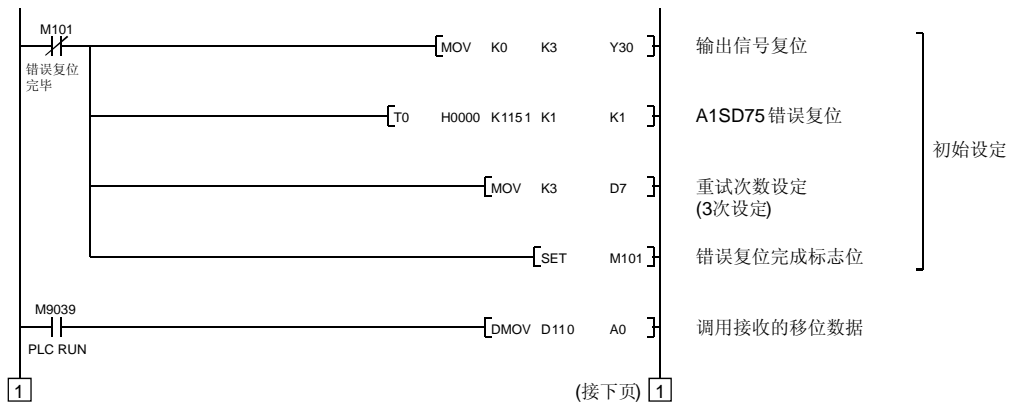 M101
错误复位
完毕
MOV K0 K3 Y30 输出信号复位
T0 H0000 K1151 K1 K1 A1SD75错误复位
初始设定
MOV K3 D7 重试次数设定
(3次设定)
SET M101 错误复位完成标志位
M9039
PLC RUN
DMOV D110 A0 调用接收的移位数据
1 (接下页) 1